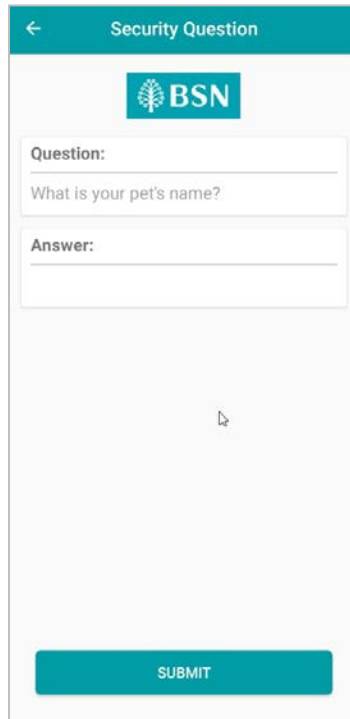 Security Question
BSN
Question:
What is your pet's name?
Answer:
SUBMIT